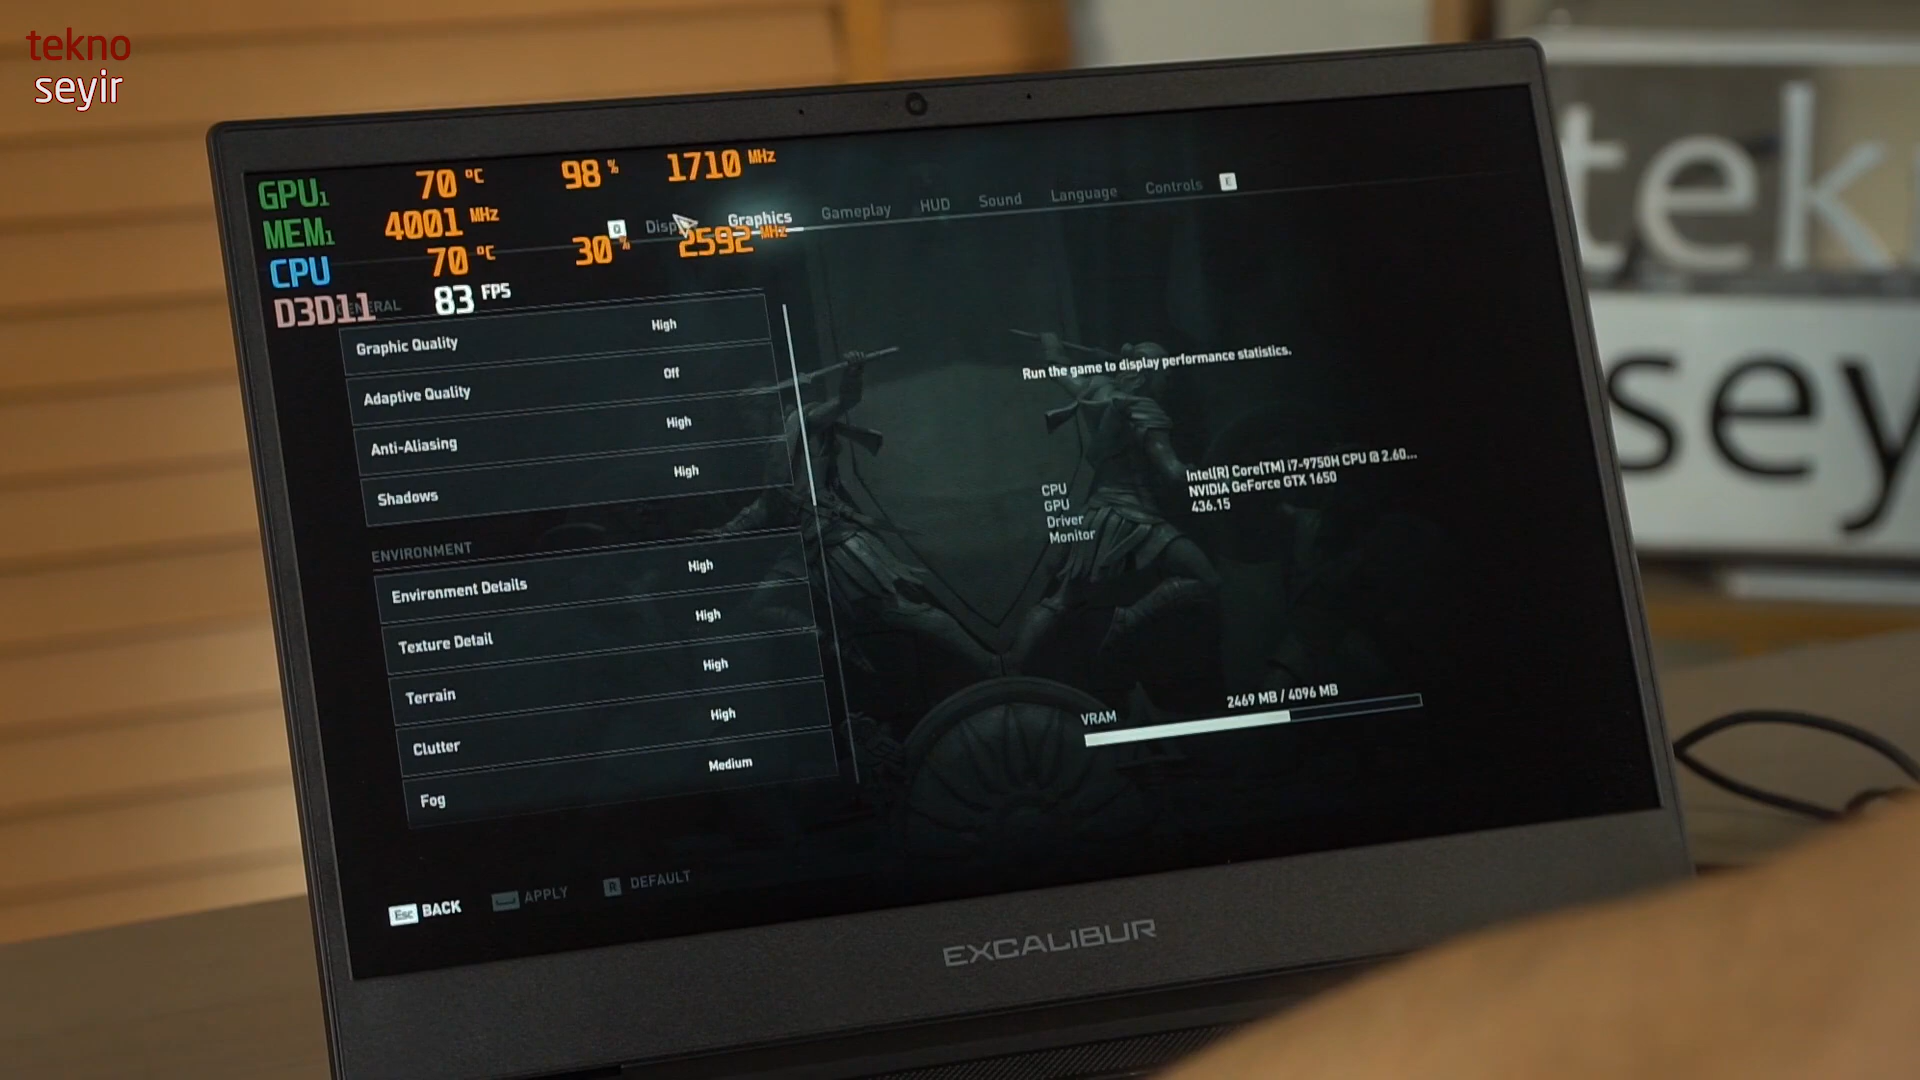 tekno
seyir
GPU1 70 °C 98 % 1710 MHz
MEM1 4001 MHz
CPU 70 °C 30 % 2592 MHz
D3D11 83 FPS
Q Graphics Gameplay HUD Sound Language Controls E
Graphic Quality High
Adaptive Quality Off
Anti-Aliasing High
Shadows High
ENVIRONMENT
Environment Details High
Texture Detail High
Terrain High
Clutter High
Fog Medium
Run the game to display performance statistics.
CPU Intel(R) Core(TM) i7-9750H CPU @ 2.60...
GPU NVIDIA GeForce GTX 1650
Driver 436.15
Monitor
VRAM 2469 MB / 4096 MB
Esc BACK APPLY R DEFAULT
EXCALIBUR
tek
sey